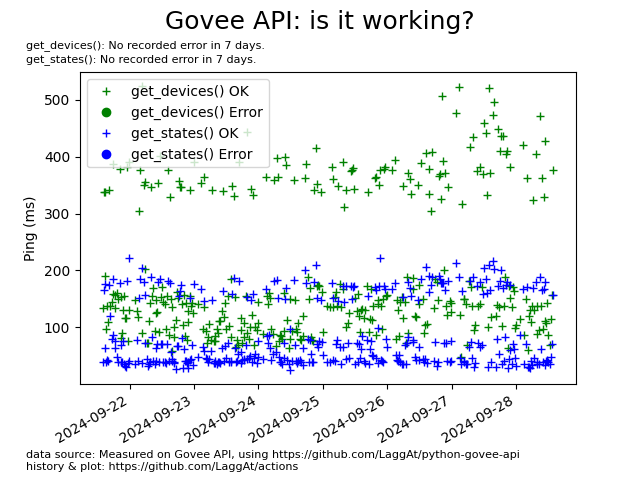 Govee API: is it working?
get_devices(): No recorded error in 7 days.
get_states(): No recorded error in 7 days.
get_devices() OK
get_devices() Error
get_states() OK
get_states() Error
500
400
300
200
100
Ping (ms)
2024-09-22
2024-09-23
2024-09-24
2024-09-25
2024-09-26
2024-09-27
2024-09-28
data source: Measured on Govee API, using https://github.com/LaggAt/python-govee-api
history & plot: https://github.com/LaggAt/actions